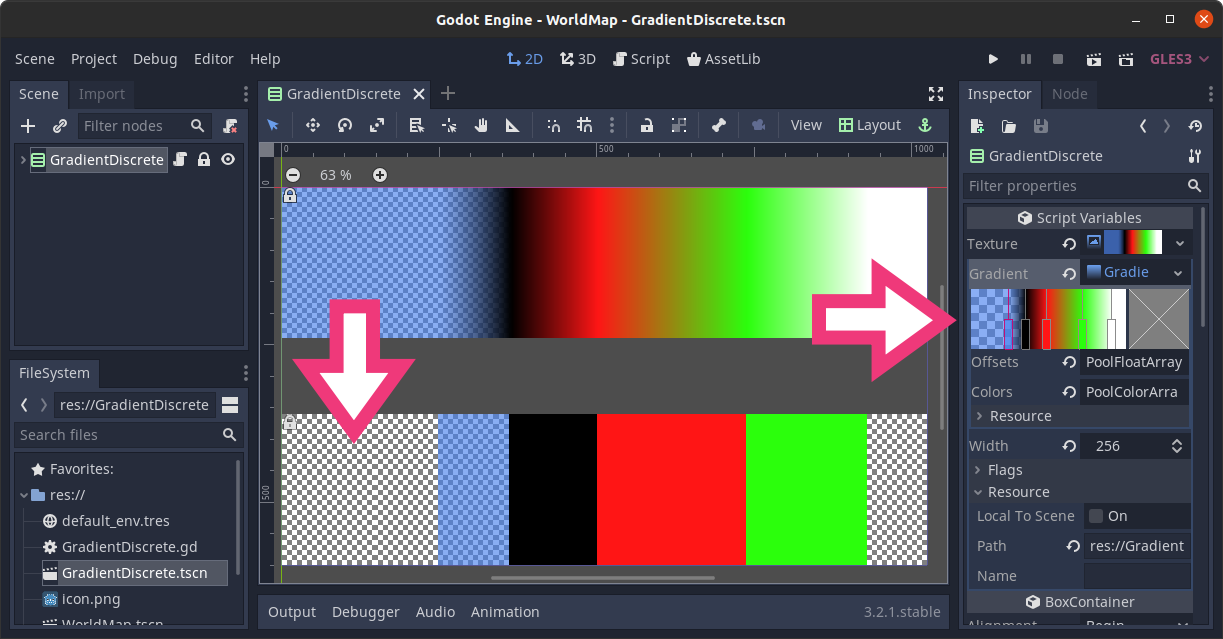 Godot Engine - WorldMap - GradientDiscrete.tscn
Scene Project Debug Editor Help
2D 3D Script AssetLib
GLES3
Scene Import
Filter nodes
GradientDiscrete
FileSystem
res://GradientDiscrete
Search files
Favorites:
res://
default_env.tres
GradientDiscrete.gd
GradientDiscrete.tscn
icon.png
WorldMap.tscn
GradientDiscrete
View Layout
0 500 1000
0
500
63 %
Output Debugger Audio Animation
3.2.1.stable
Inspector Node
GradientDiscrete
Filter properties
Script Variables
Texture
Gradient Gradie
Offsets PoolFloatArray
Colors PoolColorArra
Resource
Width 256
Flags
Resource
Local To Scene On
Path res://Gradient
Name
BoxContainer
Alignment Begin